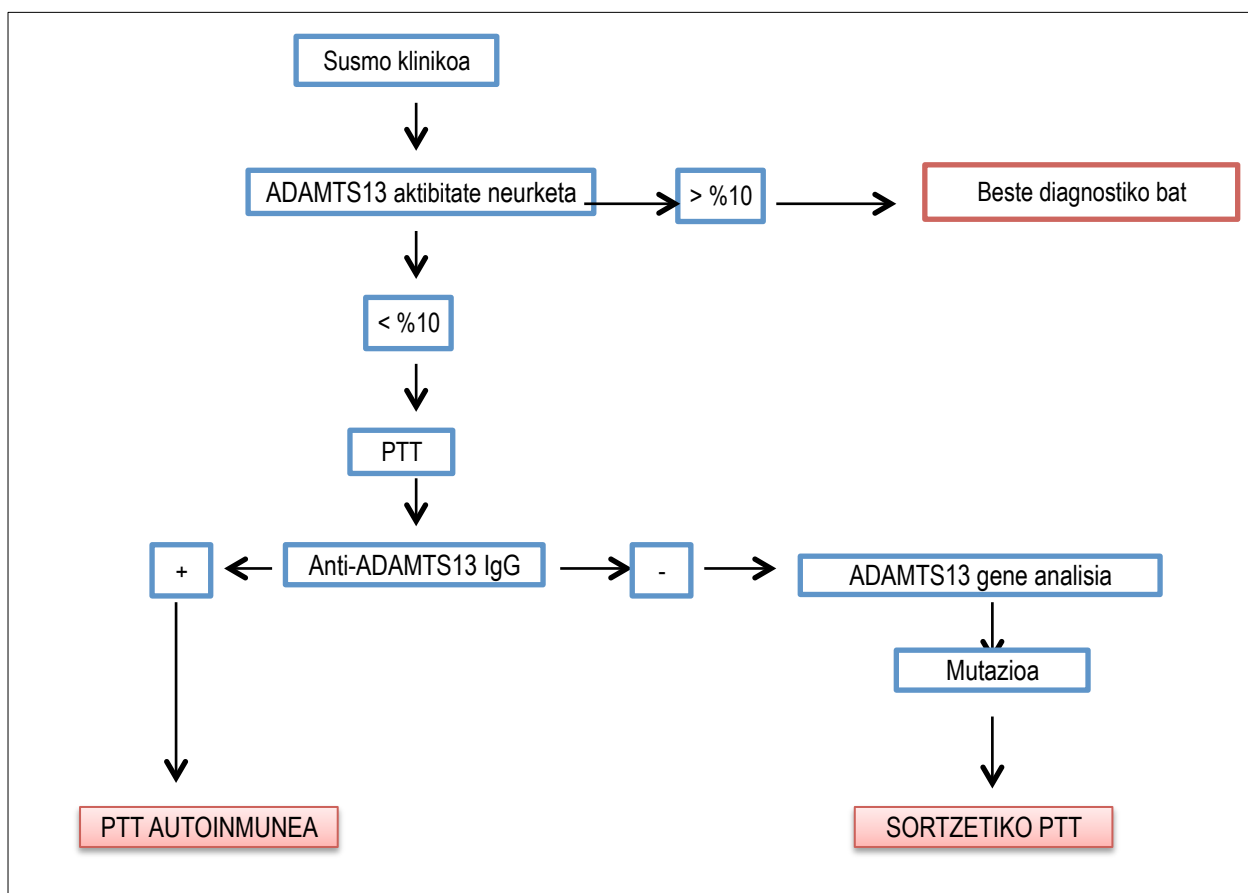 Susmo klinikoa
ADAMTS13 aktibitate neurketa
> %10
Beste diagnostiko bat
< %10
PTT
+
Anti-ADAMTS13 IgG
-
ADAMTS13 gene analisia
Mutazioa
PTT AUTOINMUNEA
SORTZETIKO PTT